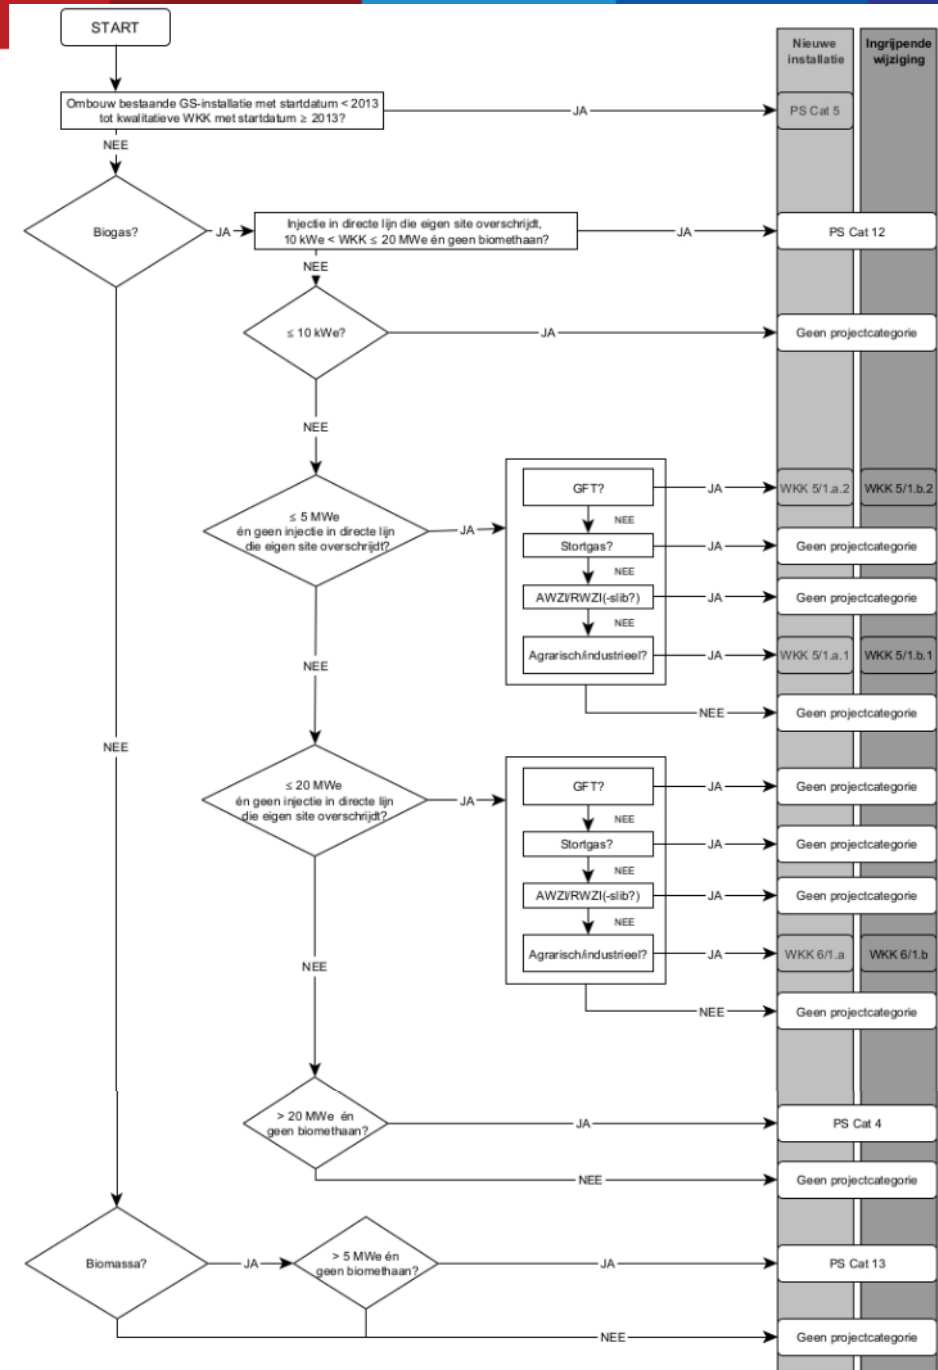 START
Nieuwe
installatie
Ingrijpende
wijziging
Ombouw bestaande GS-installatie met startdatum < 2013
tot kwalitatieve WKK met startdatum ≥ 2013?
JA
PS Cat 5
NEE
Biogas?
JA
Injectie in directe lijn die eigen site overschrijdt,
10 kWe < WKK ≤ 20 MWe én geen biomethaan?
JA
PS Cat 12
NEE
≤ 10 kWe?
JA
Geen projectcategorie
NEE
≤ 5 MWe
én geen injectie in directe lijn
die eigen site overschrijdt?
JA
GFT?
JA
WKK 5/1.a.2
WKK 5/1.b.2
NEE
Stortgas?
JA
Geen projectcategorie
NEE
AWZI/RWZI(-slib?)
JA
Geen projectcategorie
NEE
Agrarisch/industrieel?
JA
WKK 5/1.a.1
WKK 5/1.b.1
NEE
NEE
Geen projectcategorie
NEE
≤ 20 MWe
én geen injectie in directe lijn
die eigen site overschrijdt?
JA
GFT?
JA
Geen projectcategorie
NEE
Stortgas?
JA
Geen projectcategorie
NEE
AWZI/RWZI(-slib?)
JA
Geen projectcategorie
NEE
Agrarisch/industrieel?
JA
WKK 6/1.a
WKK 6/1.b
NEE
NEE
Geen projectcategorie
> 20 MWe én
geen biomethaan?
JA
PS Cat 4
NEE
Geen projectcategorie
Biomassa?
JA
> 5 MWe én
geen biomethaan?
JA
PS Cat 13
NEE
Geen projectcategorie